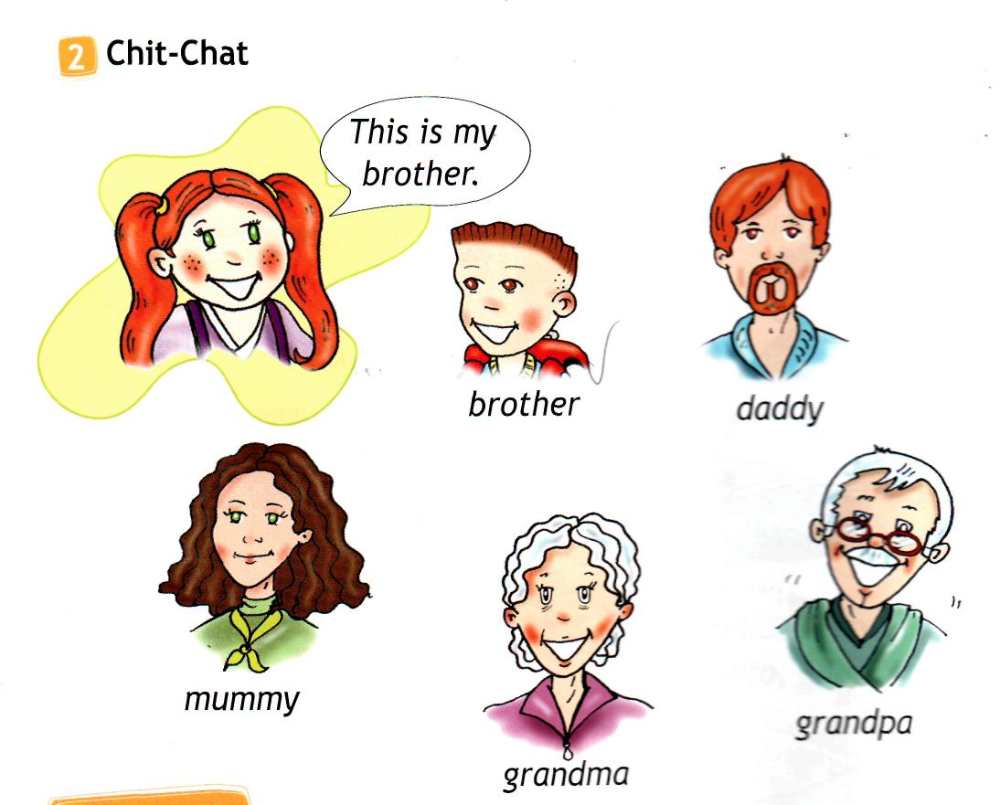 2 Chit-Chat
This is my
brother.
brother
daddy
mummy
grandma
grandpa